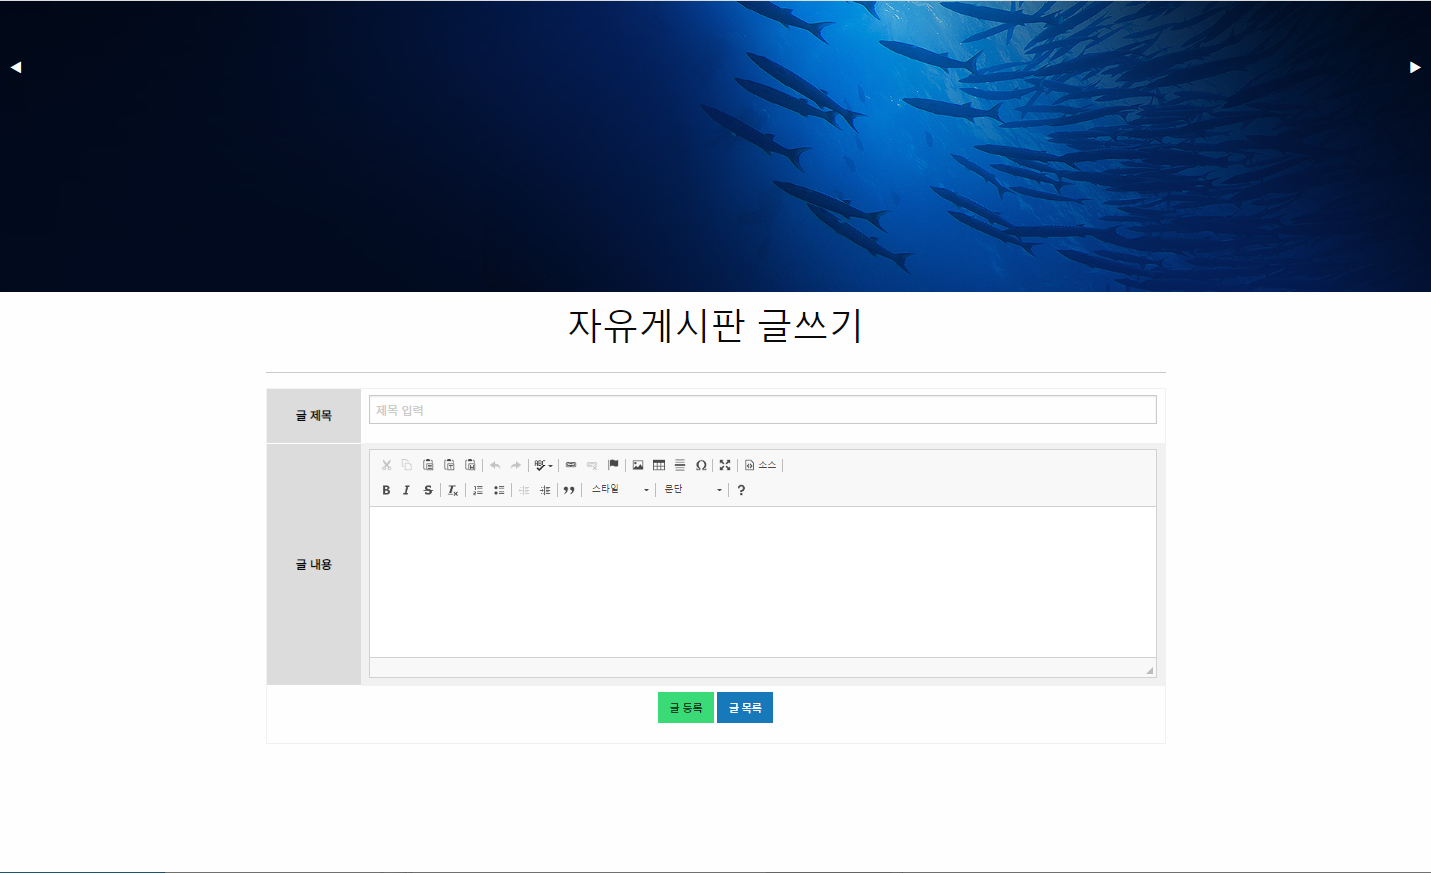 자유게시판 글쓰기
글 제목
제목 입력
소스
스타일
문단
글 내용
글 등록
글 목록